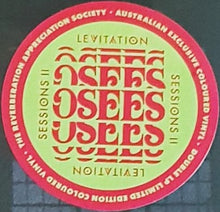 THE REVERBERATION APPRECIATION SOCIETY • AUSTRALIAN EXCLUSIVE COLOURED VINYL • DOUBLE LP LIMITED EDITION COLOURED VINYL •
LEVITATION
SESSIONS II
OSEES
OSEES
OSEES
SESSIONS II
LEVITATION